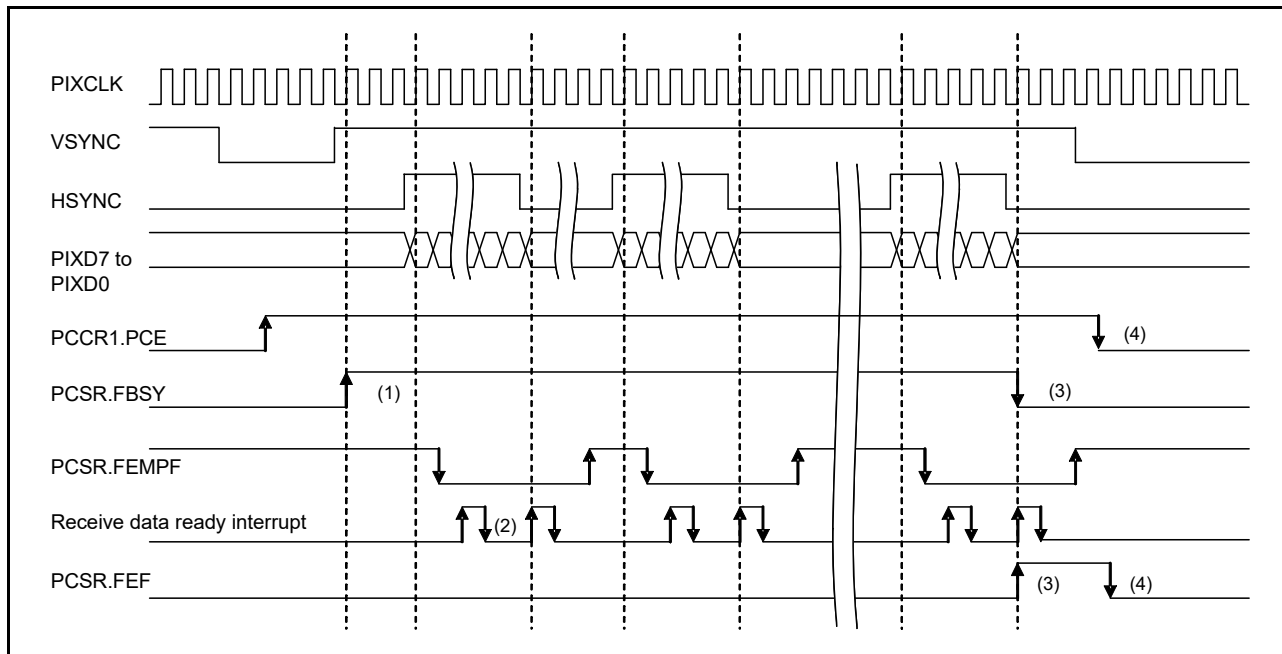 PIXCLK
VSYNC
HSYNC
PIXD7 to
PIXD0
PCCR1.PCE
(4)
PCSR.FBSY
(1)
(3)
PCSR.FEMPF
Receive data ready interrupt
(2)
PCSR.FEF
(3)
(4)